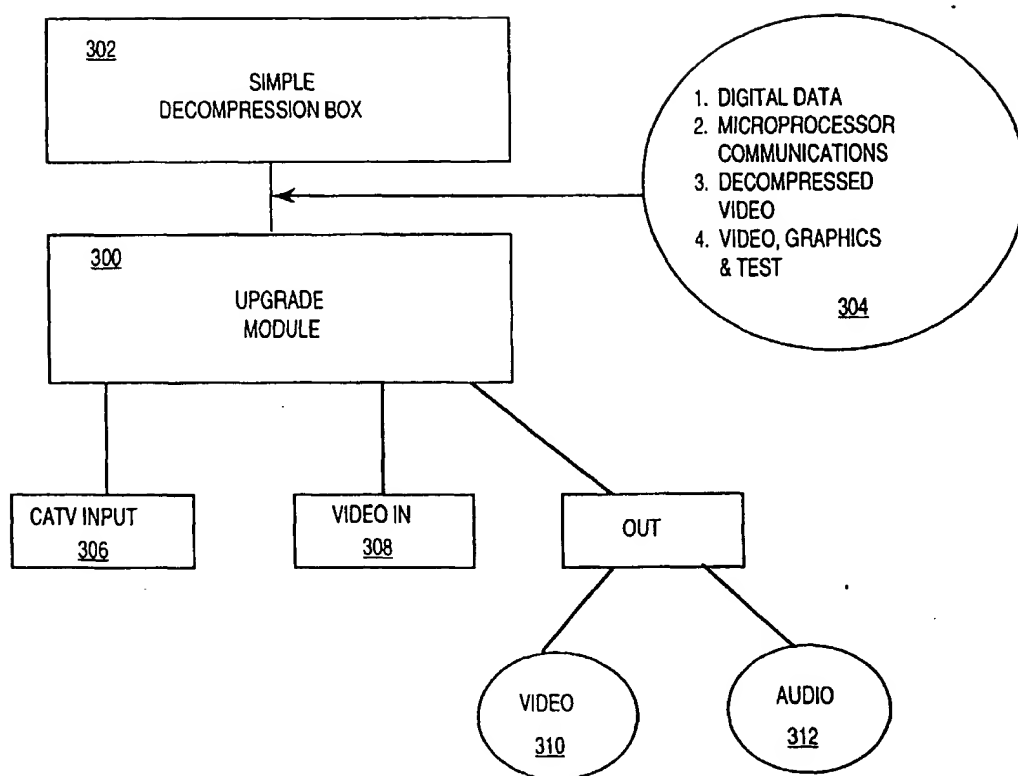 302
SIMPLE
DECOMPRESSION BOX
1. DIGITAL DATA
2. MICROPROCESSOR
COMMUNICATIONS
3. DECOMPRESSED
VIDEO
4. VIDEO, GRAPHICS
& TEST
304
300
UPGRADE
MODULE
CATV INPUT
306
VIDEO IN
308
OUT
VIDEO
310
AUDIO
312